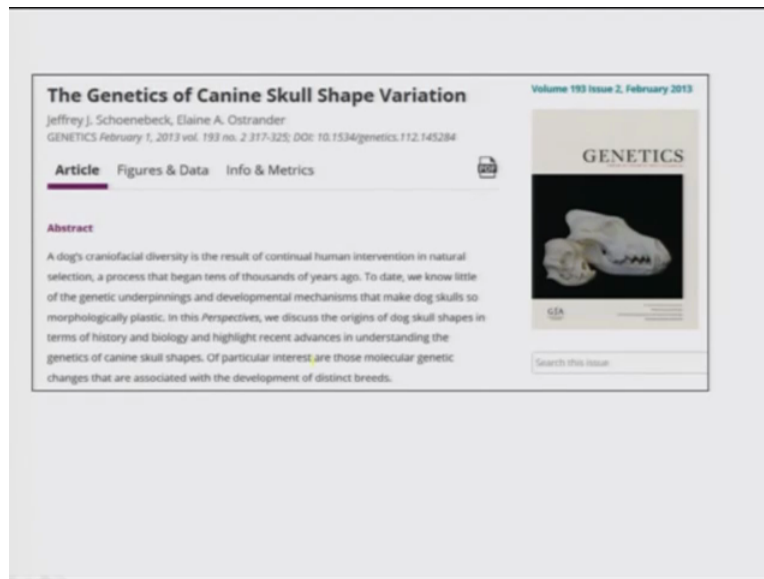 The Genetics of Canine Skull Shape Variation
Jeffrey J. Schoenebeck, Elaine A. Ostrander
GENETICS February 1, 2013 vol. 193 no. 2 317-325; DOI: 10.1534/genetics.112.145284
Article Figures & Data Info & Metrics
PDF
Abstract
A dog's craniofacial diversity is the result of continual human intervention in natural
selection, a process that began tens of thousands of years ago. To date, we know little
of the genetic underpinnings and developmental mechanisms that make dog skulls so
morphologically plastic. In this Perspectives, we discuss the origins of dog skull shapes in
terms of history and biology and highlight recent advances in understanding the
genetics of canine skull shapes. Of particular interest are those molecular genetic
changes that are associated with the development of distinct breeds.
Volume 193 Issue 2, February 2013
GENETICS
GSA
Search this issue